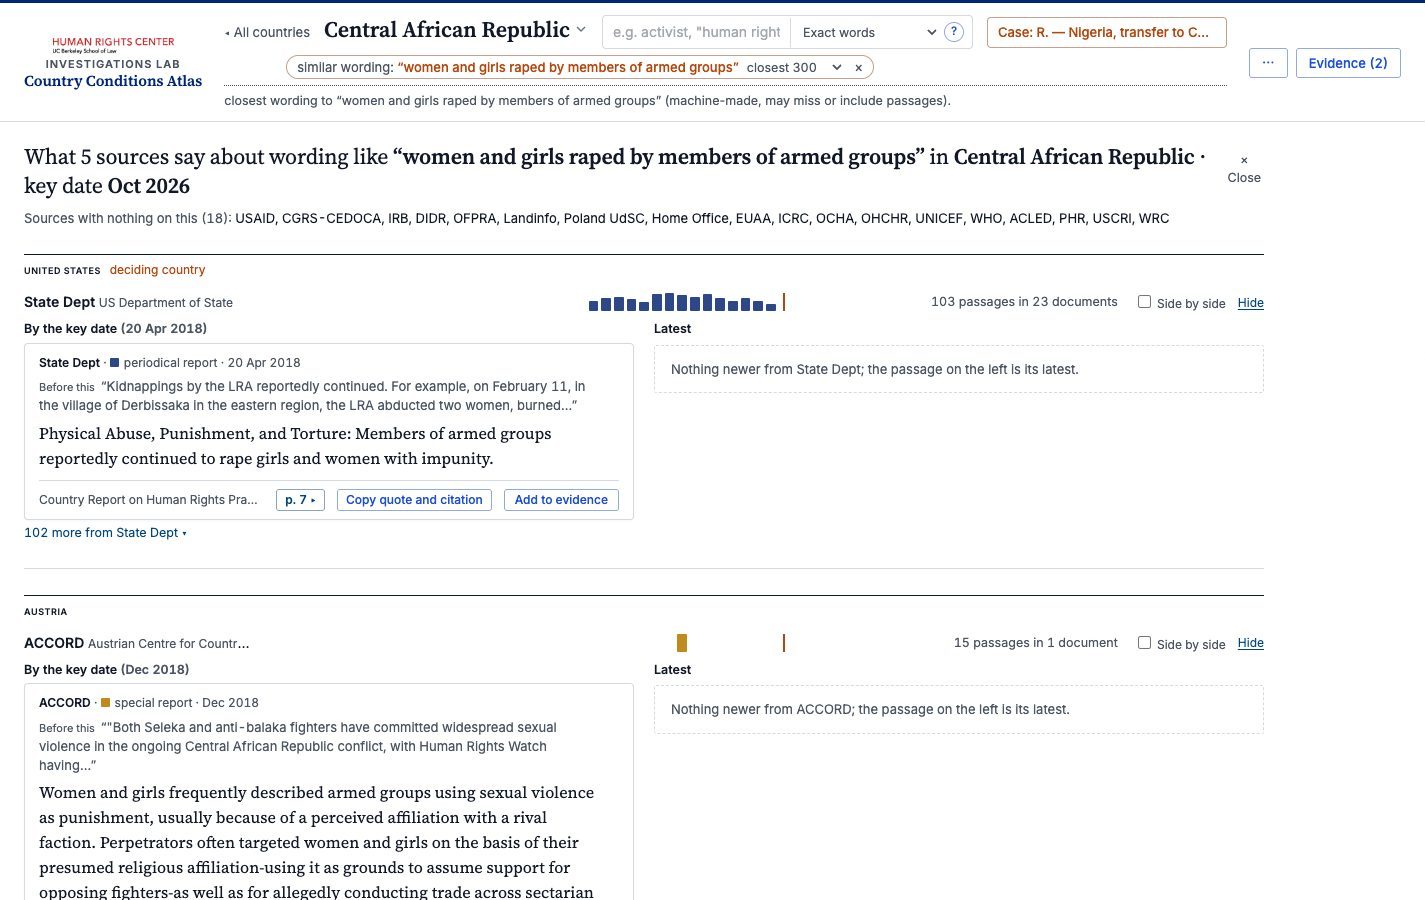 HUMAN RIGHTS CENTER
UC Berkeley School of Law
INVESTIGATIONS LAB
Country Conditions Atlas
◂ All countries
Central African Republic
e.g. activist, "human right
Exact words
?
Case: R. — Nigeria, transfer to C...
similar wording: “women and girls raped by members of armed groups” closest 300 ×
closest wording to “women and girls raped by members of armed groups” (machine-made, may miss or include passages).
...
Evidence (2)
What 5 sources say about wording like “women and girls raped by members of armed groups” in Central African Republic ·
key date Oct 2026
×
Close
Sources with nothing on this (18): USAID, CGRS-CEDOCA, IRB, DIDR, OFPRA, Landinfo, Poland UdSC, Home Office, EUAA, ICRC, OCHA, OHCHR, UNICEF, WHO, ACLED, PHR, USCRI, WRC
UNITED STATES deciding country
State Dept US Department of State
103 passages in 23 documents
Side by side
Hide
By the key date (20 Apr 2018)
Latest
State Dept · periodical report · 20 Apr 2018
Before this “Kidnappings by the LRA reportedly continued. For example, on February 11, in
the village of Derbissaka in the eastern region, the LRA abducted two women, burned...”
Physical Abuse, Punishment, and Torture: Members of armed groups
reportedly continued to rape girls and women with impunity.
Country Report on Human Rights Pra...
p. 7 ▸
Copy quote and citation
Add to evidence
Nothing newer from State Dept; the passage on the left is its latest.
102 more from State Dept ▾
AUSTRIA
ACCORD Austrian Centre for Countr...
15 passages in 1 document
Side by side
Hide
By the key date (Dec 2018)
Latest
ACCORD · special report · Dec 2018
Before this “"Both Seleka and anti-balaka fighters have committed widespread sexual
violence in the ongoing Central African Republic conflict, with Human Rights Watch
having...”
Women and girls frequently described armed groups using sexual violence
as punishment, usually because of a perceived affiliation with a rival
faction. Perpetrators often targeted women and girls on the basis of their
presumed religious affiliation-using it as grounds to assume support for
opposing fighters-as well as for allegedly conducting trade across sectarian
Nothing newer from ACCORD; the passage on the left is its latest.